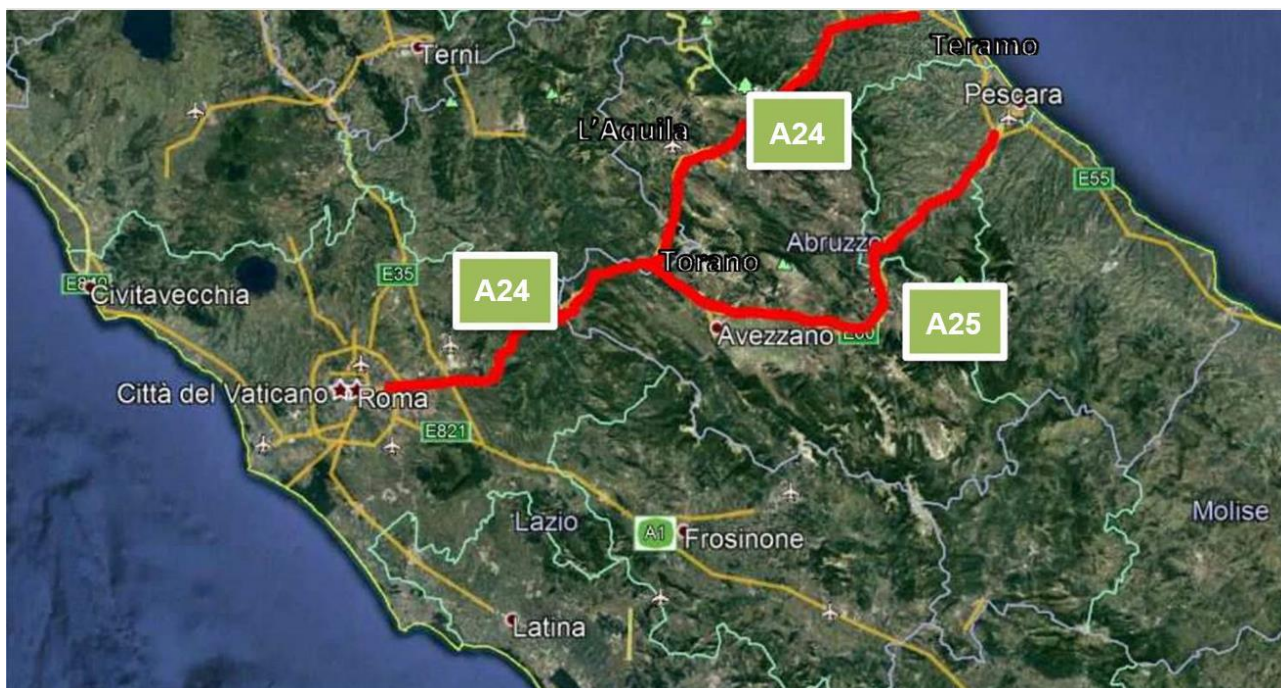 Terni
Teramo
Pescara
L'Aquila
A24
E55
Abruzzo
Torano
E35
A24
Civitavecchia
A25
Avezzano
Città del Vaticano
Roma
E821
Molise
Lazio
A1
Frosinone
Latina